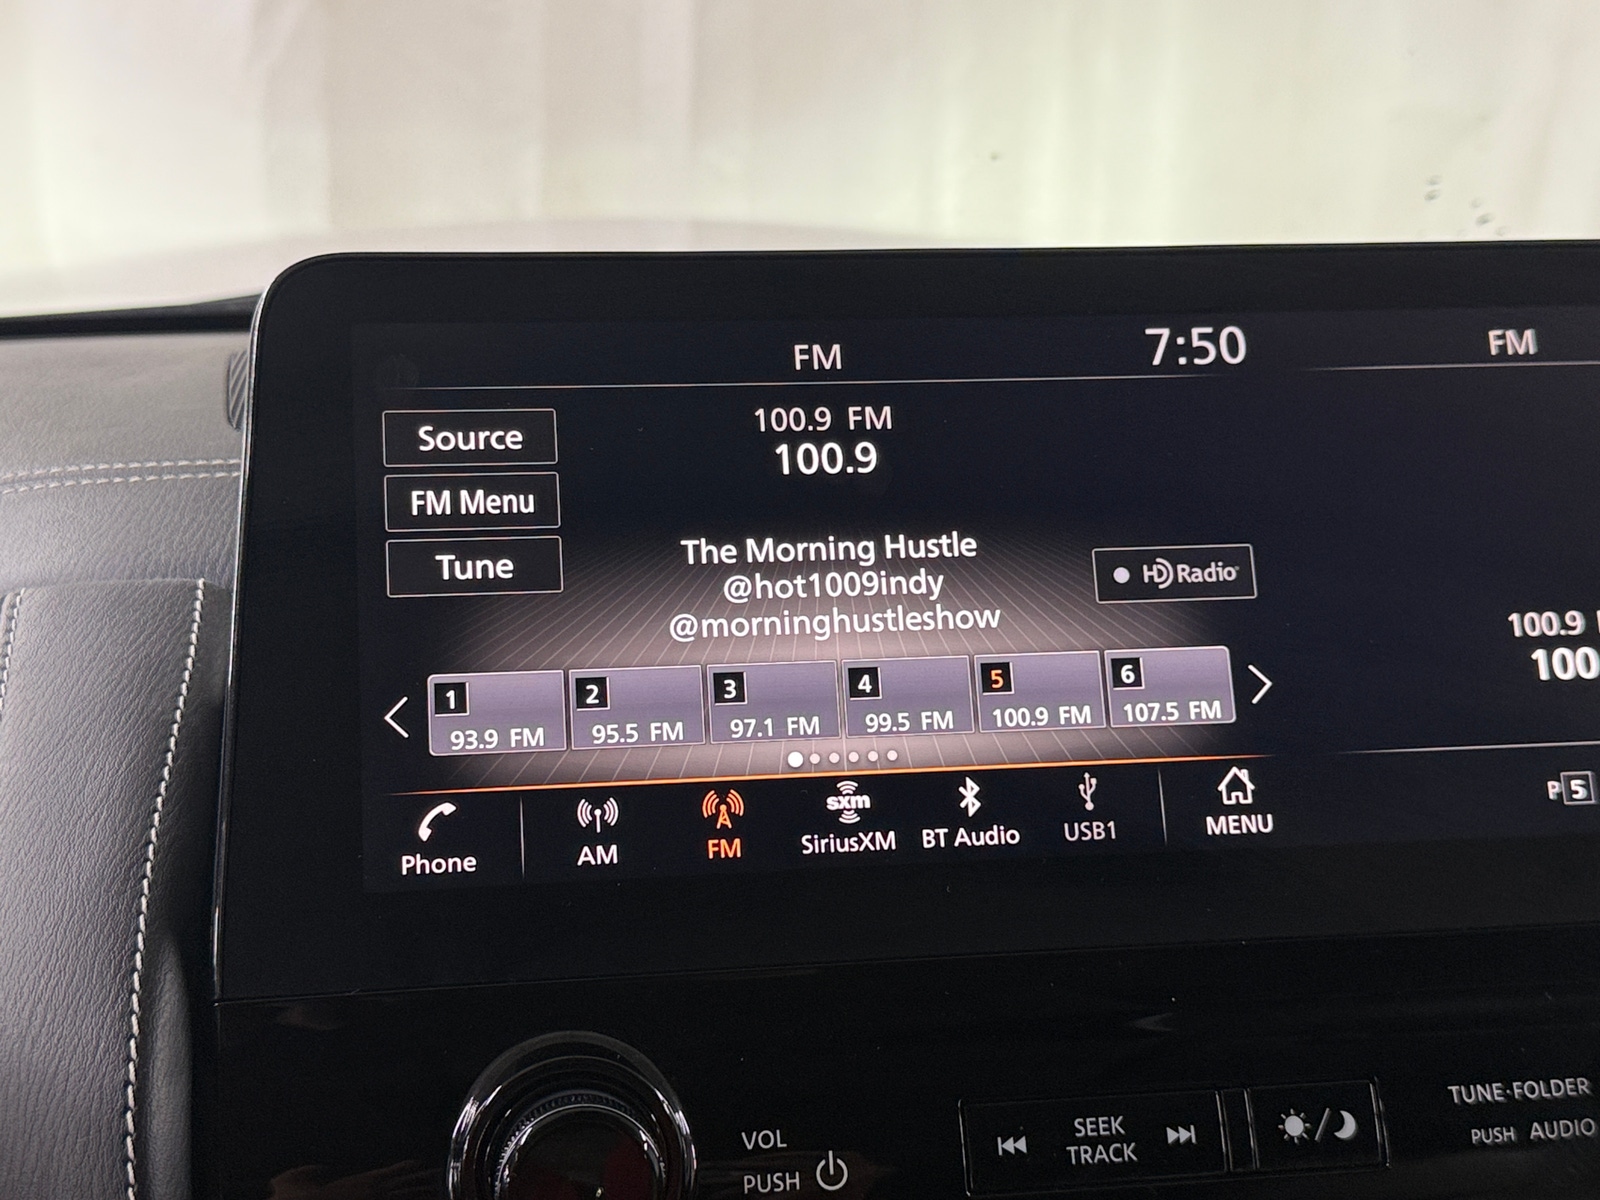 FM
7:50
FM
Source
100.9 FM
100.9
FM Menu
Tune
The Morning Hustle
@hot1009indy
@morninghustleshow
HD Radio
100.9
100
1
93.9 FM
2
95.5 FM
3
97.1 FM
4
99.5 FM
5
100.9 FM
6
107.5 FM
P5
Phone
AM
FM
sxm
SiriusXM
BT Audio
USB1
MENU
VOL
PUSH
SEEK
TRACK
TUNE·FOLDER
PUSH AUDIO